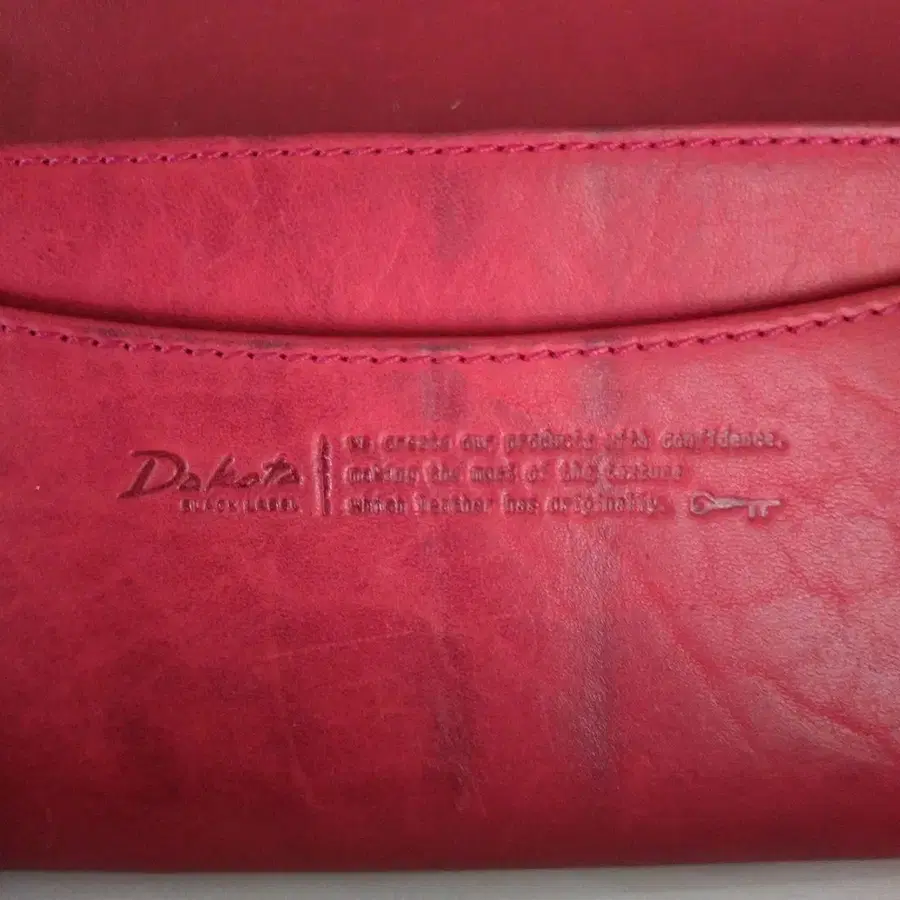 Dakota
BLACK LABEL
we create our products with confidence,
making the most of the texture
which leather has originally.